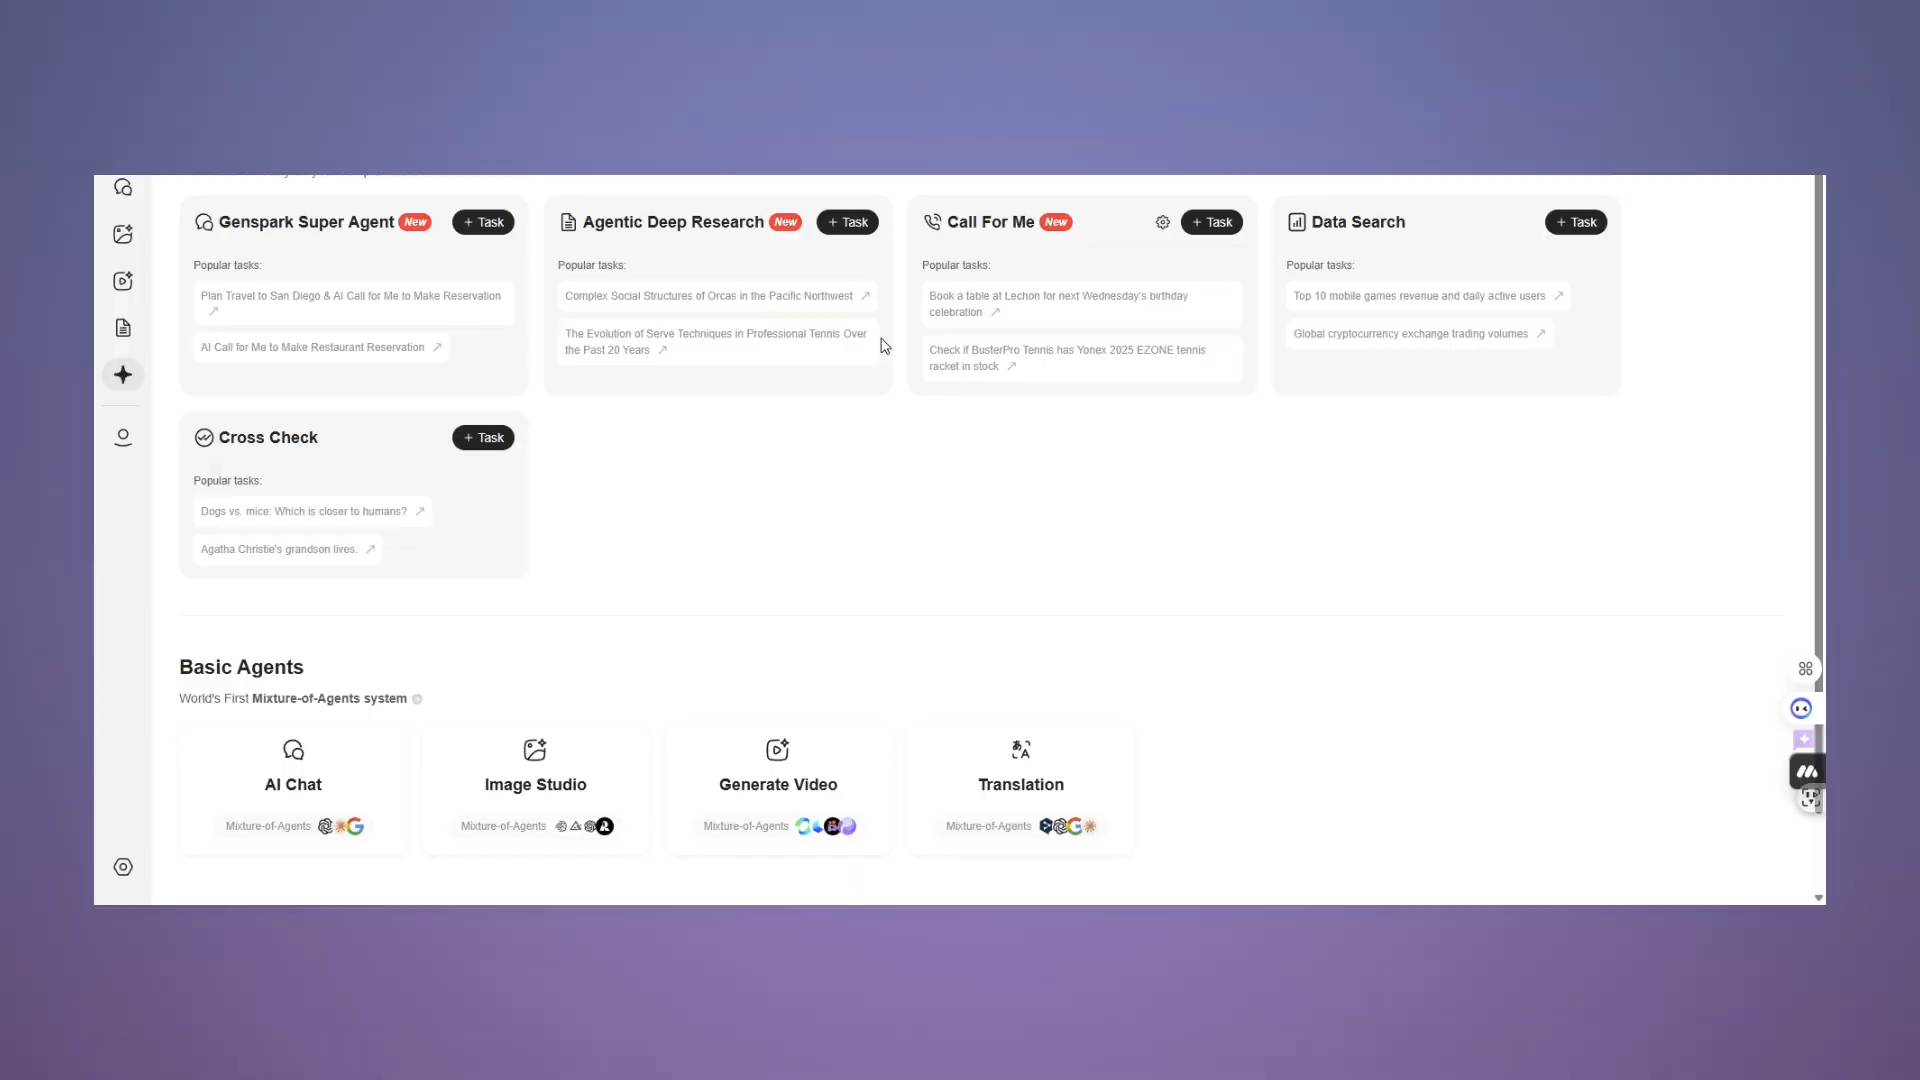 Genspark Super Agent New + Task
Popular tasks:
Plan Travel to San Diego & AI Call for Me to Make Reservation
AI Call for Me to Make Restaurant Reservation
Agentic Deep Research New + Task
Popular tasks:
Complex Social Structures of Orcas in the Pacific Northwest
The Evolution of Serve Techniques in Professional Tennis Over
the Past 20 Years
Call For Me New + Task
Popular tasks:
Book a table at Lechon for next Wednesday's birthday
celebration
Check if BusterPro Tennis has Yonex 2025 EZONE tennis
racket in stock
Data Search + Task
Popular tasks:
Top 10 mobile games revenue and daily active users
Global cryptocurrency exchange trading volumes
Cross Check + Task
Popular tasks:
Dogs vs. mice: Which is closer to humans?
Agatha Christie's grandson lives.
Basic Agents
World's First Mixture-of-Agents system
AI Chat
Mixture-of-Agents
Image Studio
Mixture-of-Agents
Generate Video
Mixture-of-Agents
Translation
Mixture-of-Agents